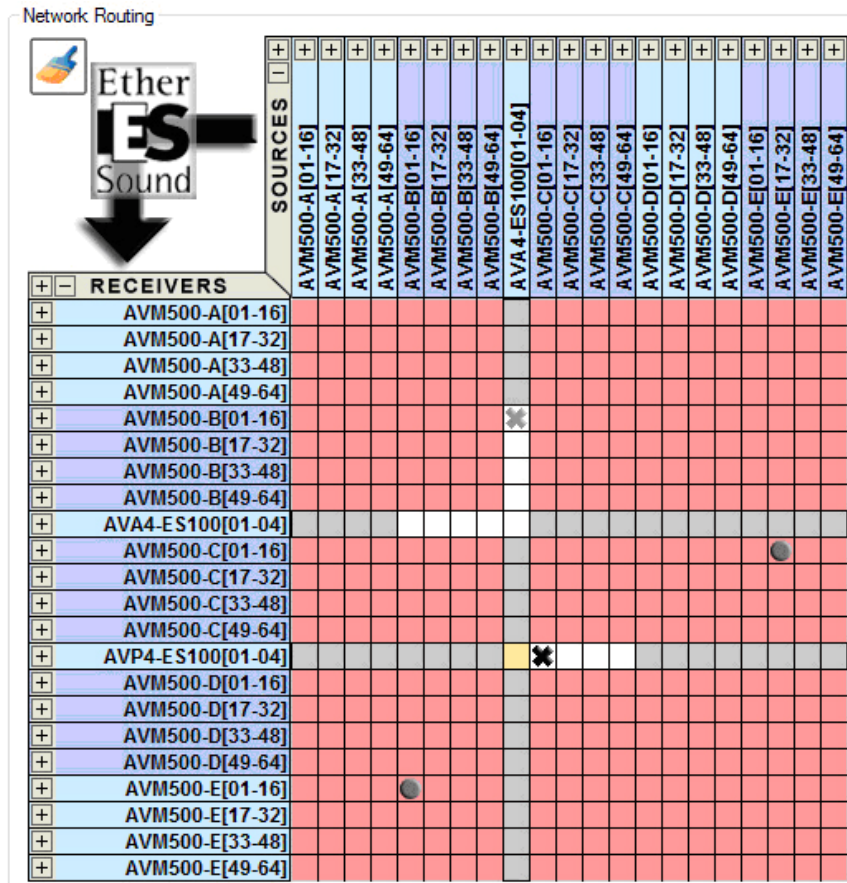 Network Routing
Ether
ES
Sound
SOURCES
AVM500-A[01-16]
AVM500-A[17-32]
AVM500-A[33-48]
AVM500-A[49-64]
AVM500-B[01-16]
AVM500-B[17-32]
AVM500-B[33-48]
AVM500-B[49-64]
AVA4-ES100[01-04]
AVM500-C[01-16]
AVM500-C[17-32]
AVM500-C[33-48]
AVM500-C[49-64]
AVM500-D[01-16]
AVM500-D[17-32]
AVM500-D[33-48]
AVM500-D[49-64]
AVM500-E[01-16]
AVM500-E[17-32]
AVM500-E[33-48]
AVM500-E[49-64]
RECEIVERS
AVM500-A[01-16]
AVM500-A[17-32]
AVM500-A[33-48]
AVM500-A[49-64]
AVM500-B[01-16]
AVM500-B[17-32]
AVM500-B[33-48]
AVM500-B[49-64]
AVA4-ES100[01-04]
AVM500-C[01-16]
AVM500-C[17-32]
AVM500-C[33-48]
AVM500-C[49-64]
AVP4-ES100[01-04]
AVM500-D[01-16]
AVM500-D[17-32]
AVM500-D[33-48]
AVM500-D[49-64]
AVM500-E[01-16]
AVM500-E[17-32]
AVM500-E[33-48]
AVM500-E[49-64]